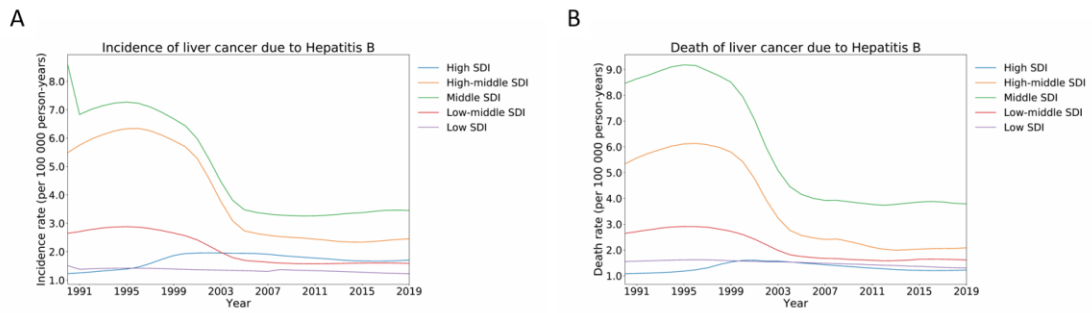 A
Incidence of liver cancer due to Hepatitis B
Incidence rate (per 100 000 person-years)
8.0
7.0
6.0
5.0
4.0
3.0
2.0
1.0
1991 1995 1999 2003 2007 2011 2015 2019
Year
High SDI
High-middle SDI
Middle SDI
Low-middle SDI
Low SDI
B
Death of liver cancer due to Hepatitis B
Death rate (per 100 000 person-years)
9.0
8.0
7.0
6.0
5.0
4.0
3.0
2.0
1.0
1991 1995 1999 2003 2007 2011 2015 2019
Year
High SDI
High-middle SDI
Middle SDI
Low-middle SDI
Low SDI